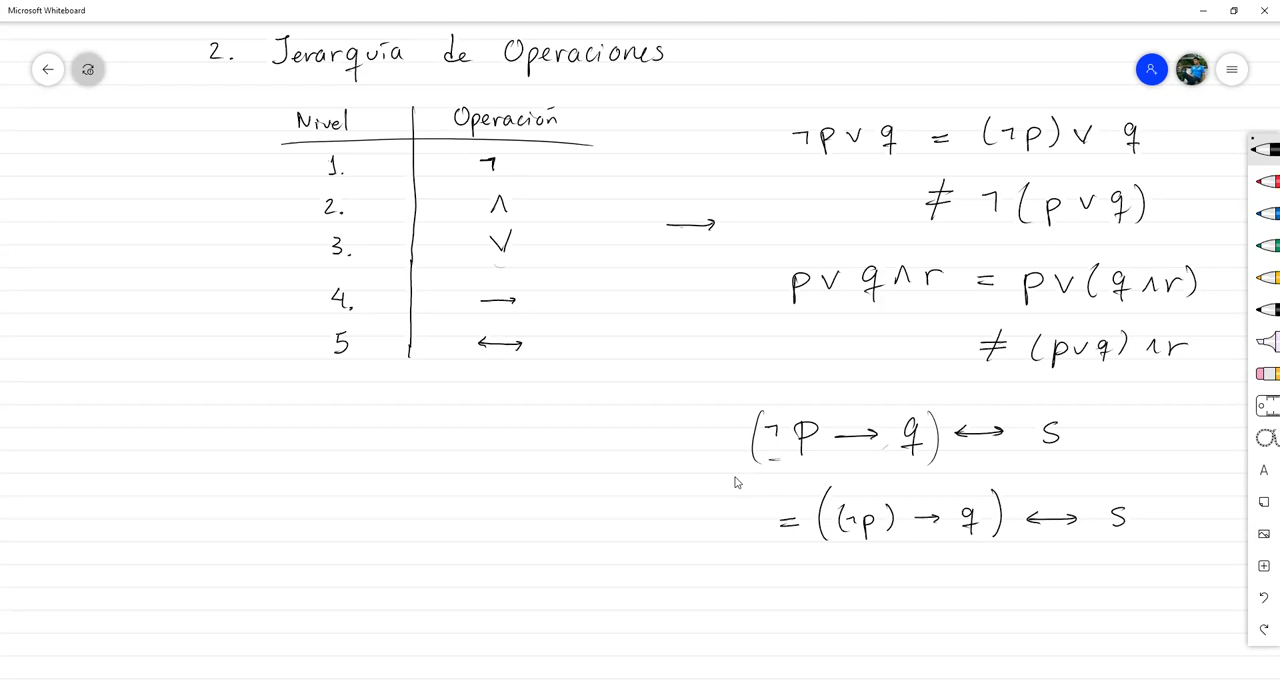 Microsoft Whiteboard
2. Jerarquía de Operaciones
Nivel Operación
1. ¬
2. ∧
3. ∨
4. →
5 ↔
→
¬p ∨ q = (¬p) ∨ q
≠ ¬(p ∨ q)
p ∨ q ∧ r = p ∨ (q ∧ r)
≠ (p ∨ q) ∧ r
(¬p → q) ↔ s
= ((¬p) → q) ↔ s
A